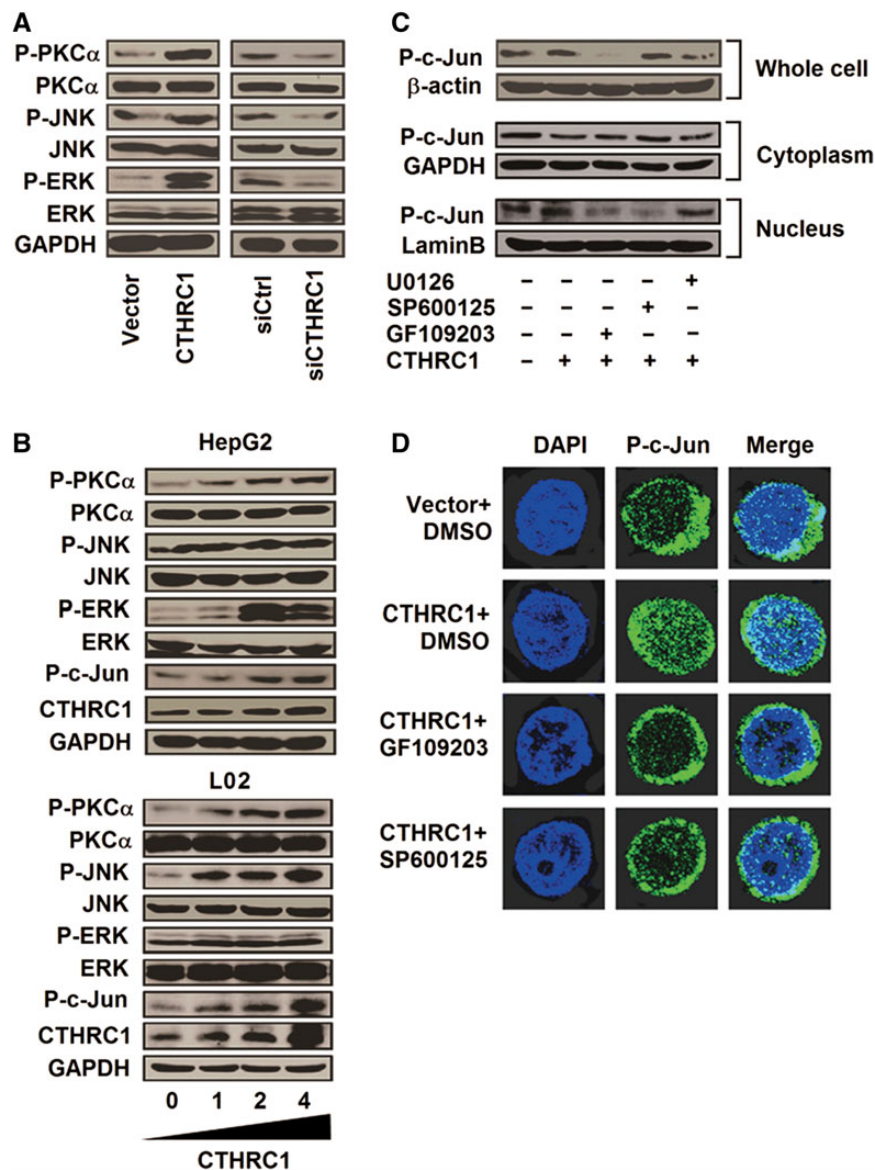 A
P-PKCα
PKCα
P-JNK
JNK
P-ERK
ERK
GAPDH
Vector
CTHRC1
siCtrl
siCTHRC1
B
HepG2
P-PKCα
PKCα
P-JNK
JNK
P-ERK
ERK
P-c-Jun
CTHRC1
GAPDH
L02
P-PKCα
PKCα
P-JNK
JNK
P-ERK
ERK
P-c-Jun
CTHRC1
GAPDH
0 1 2 4
CTHRC1
C
P-c-Jun
β-actin
Whole cell
P-c-Jun
GAPDH
Cytoplasm
P-c-Jun
LaminB
Nucleus
U0126 – – – – +
SP600125 – – – + –
GF109203 – – + – –
CTHRC1 – + + + +
D
DAPI P-c-Jun Merge
Vector+
DMSO
CTHRC1+
DMSO
CTHRC1+
GF109203
CTHRC1+
SP600125